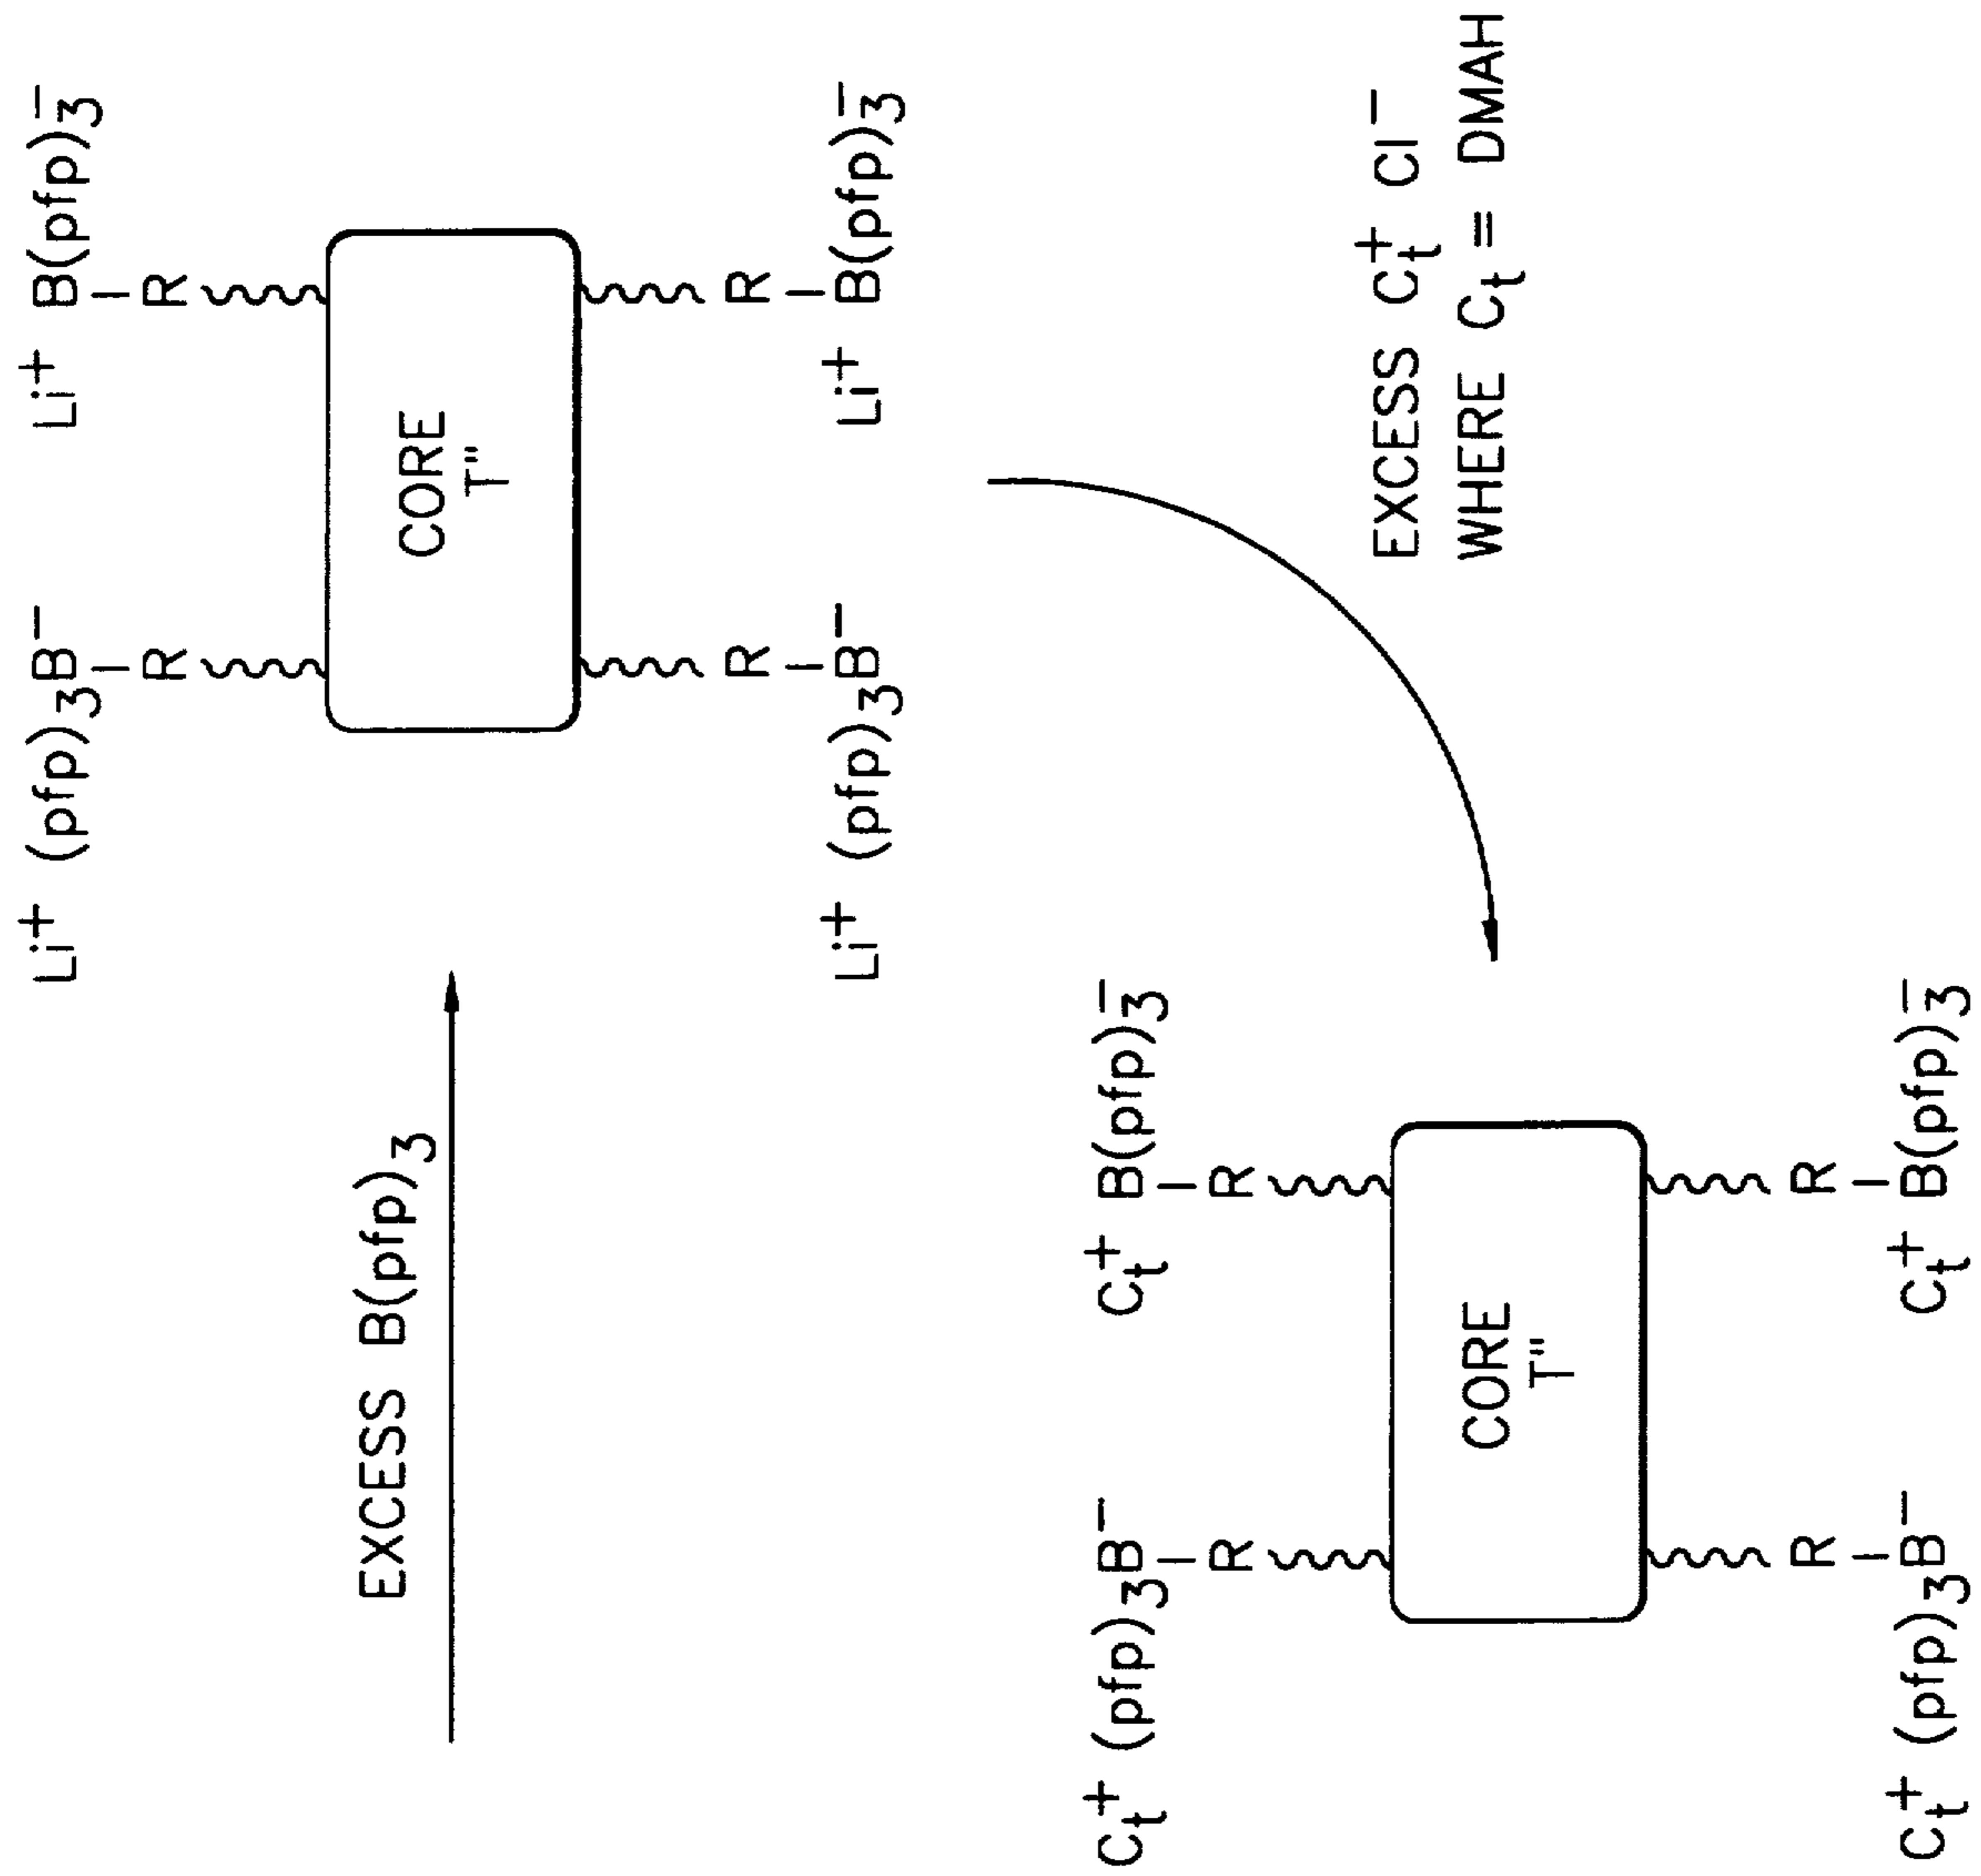 EXCESS B(pfp)₃
Li⁺ (pfp)₃B⁻ Li⁺ B(pfp)₃⁻
R R
CORE
T"
R R
Li⁺ (pfp)₃B⁻ Li⁺ B(pfp)₃⁻
EXCESS Cₜ⁺ Cl⁻
WHERE Cₜ = DMAH
Cₜ⁺ (pfp)₃B⁻ Cₜ⁺ B(pfp)₃⁻
R R
CORE
T"
R R
Cₜ⁺ (pfp)₃B⁻ Cₜ⁺ B(pfp)₃⁻